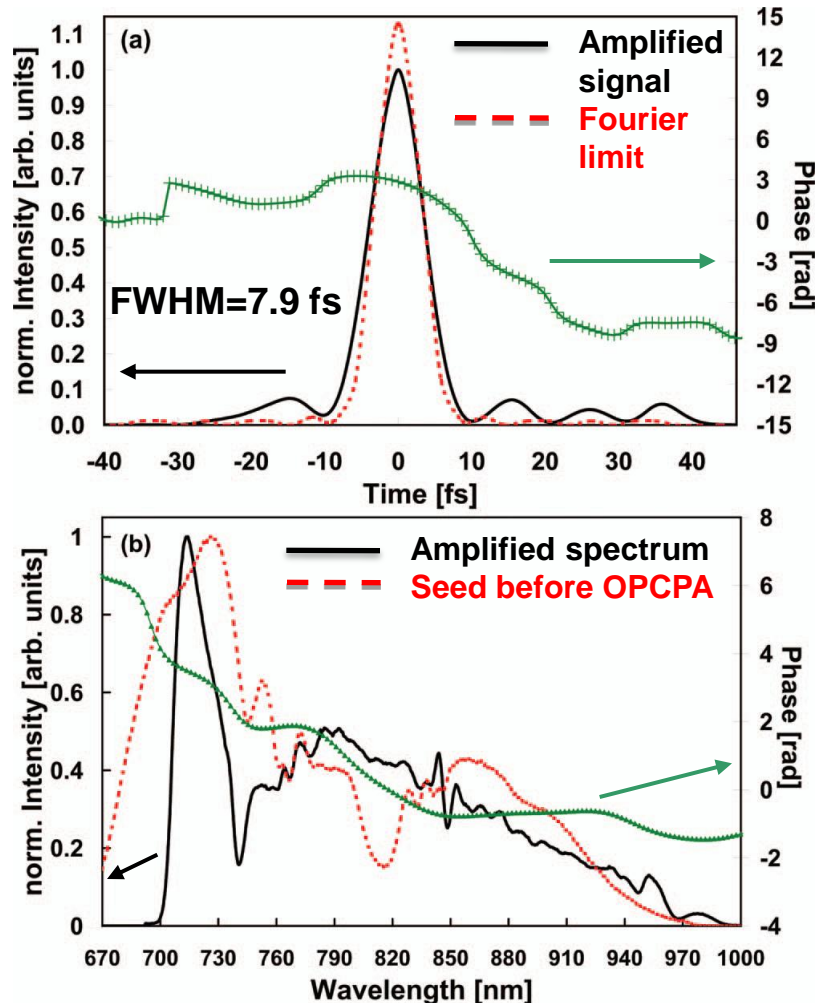 (a)
Amplified
signal
Fourier
limit
FWHM=7.9 fs
norm. Intensity [arb. units]
1.1
1.0
0.9
0.8
0.7
0.6
0.5
0.4
0.3
0.2
0.1
0.0
15
12
9
6
3
0
-3
-6
-9
-12
-15
Phase [rad]
-40 -30 -20 -10 0 10 20 30 40
Time [fs]
(b)
Amplified spectrum
Seed before OPCPA
norm. Intensity [arb. units]
1
0.8
0.6
0.4
0.2
0
8
6
4
2
0
-2
-4
Phase [rad]
670 700 730 760 790 820 850 880 910 940 970 1000
Wavelength [nm]